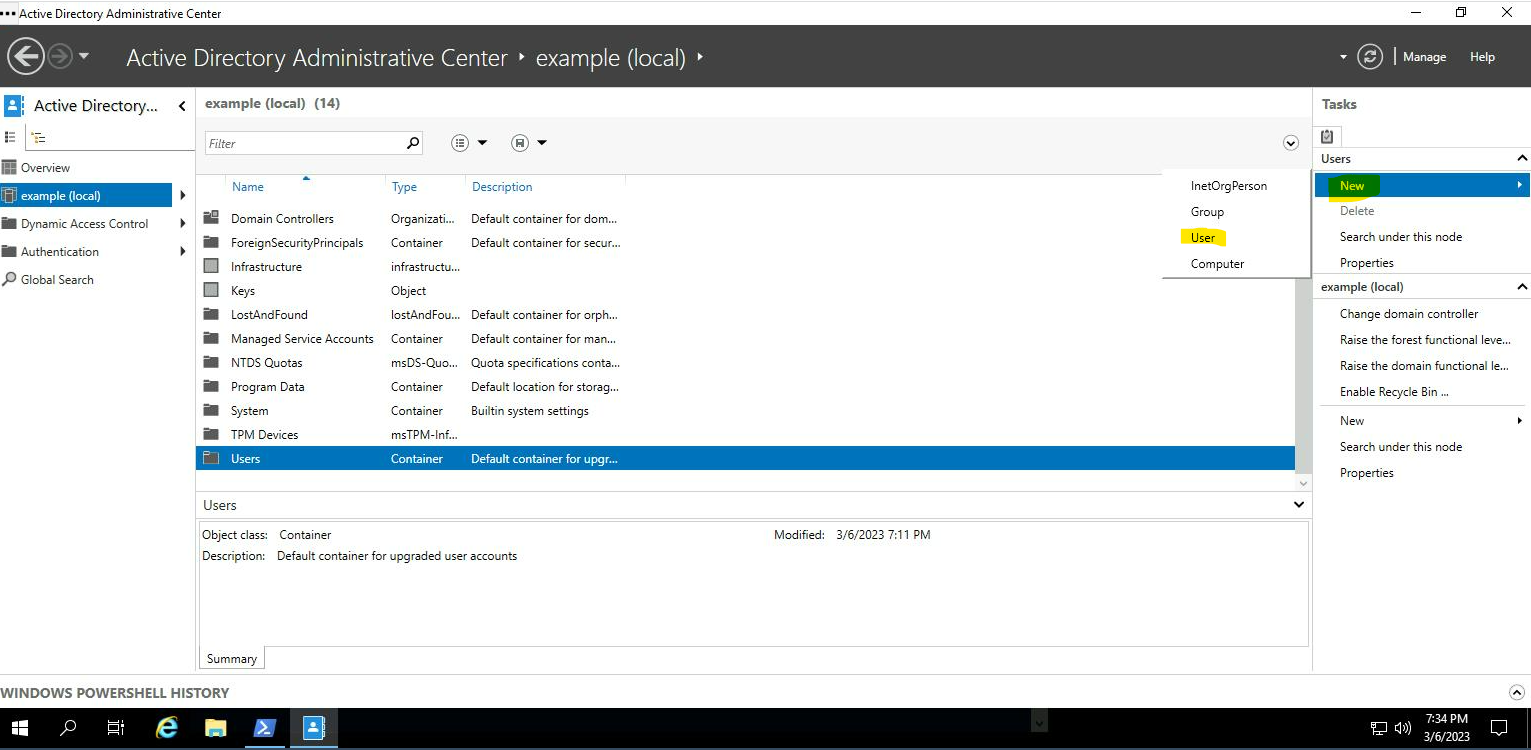 Active Directory Administrative Center
Active Directory Administrative Center example (local)
Manage Help
Active Directory...
Overview
example (local)
Dynamic Access Control
Authentication
Global Search
example (local) (14)
Filter
Name Type Description
Domain Controllers Organizati... Default container for dom...
ForeignSecurityPrincipals Container Default container for secur...
Infrastructure infrastructu...
Keys Object
LostAndFound lostAndFou... Default container for orph...
Managed Service Accounts Container Default container for man...
NTDS Quotas msDS-Quo... Quota specifications conta...
Program Data Container Default location for storag...
System Container Builtin system settings
TPM Devices msTPM-Inf...
Users Container Default container for upgr...
InetOrgPerson
Group
User
Computer
Users
Object class: Container Modified: 3/6/2023 7:11 PM
Description: Default container for upgraded user accounts
Summary
Tasks
Users
New
Delete
Search under this node
Properties
example (local)
Change domain controller
Raise the forest functional leve...
Raise the domain functional le...
Enable Recycle Bin ...
New
Search under this node
Properties
WINDOWS POWERSHELL HISTORY
7:34 PM
3/6/2023